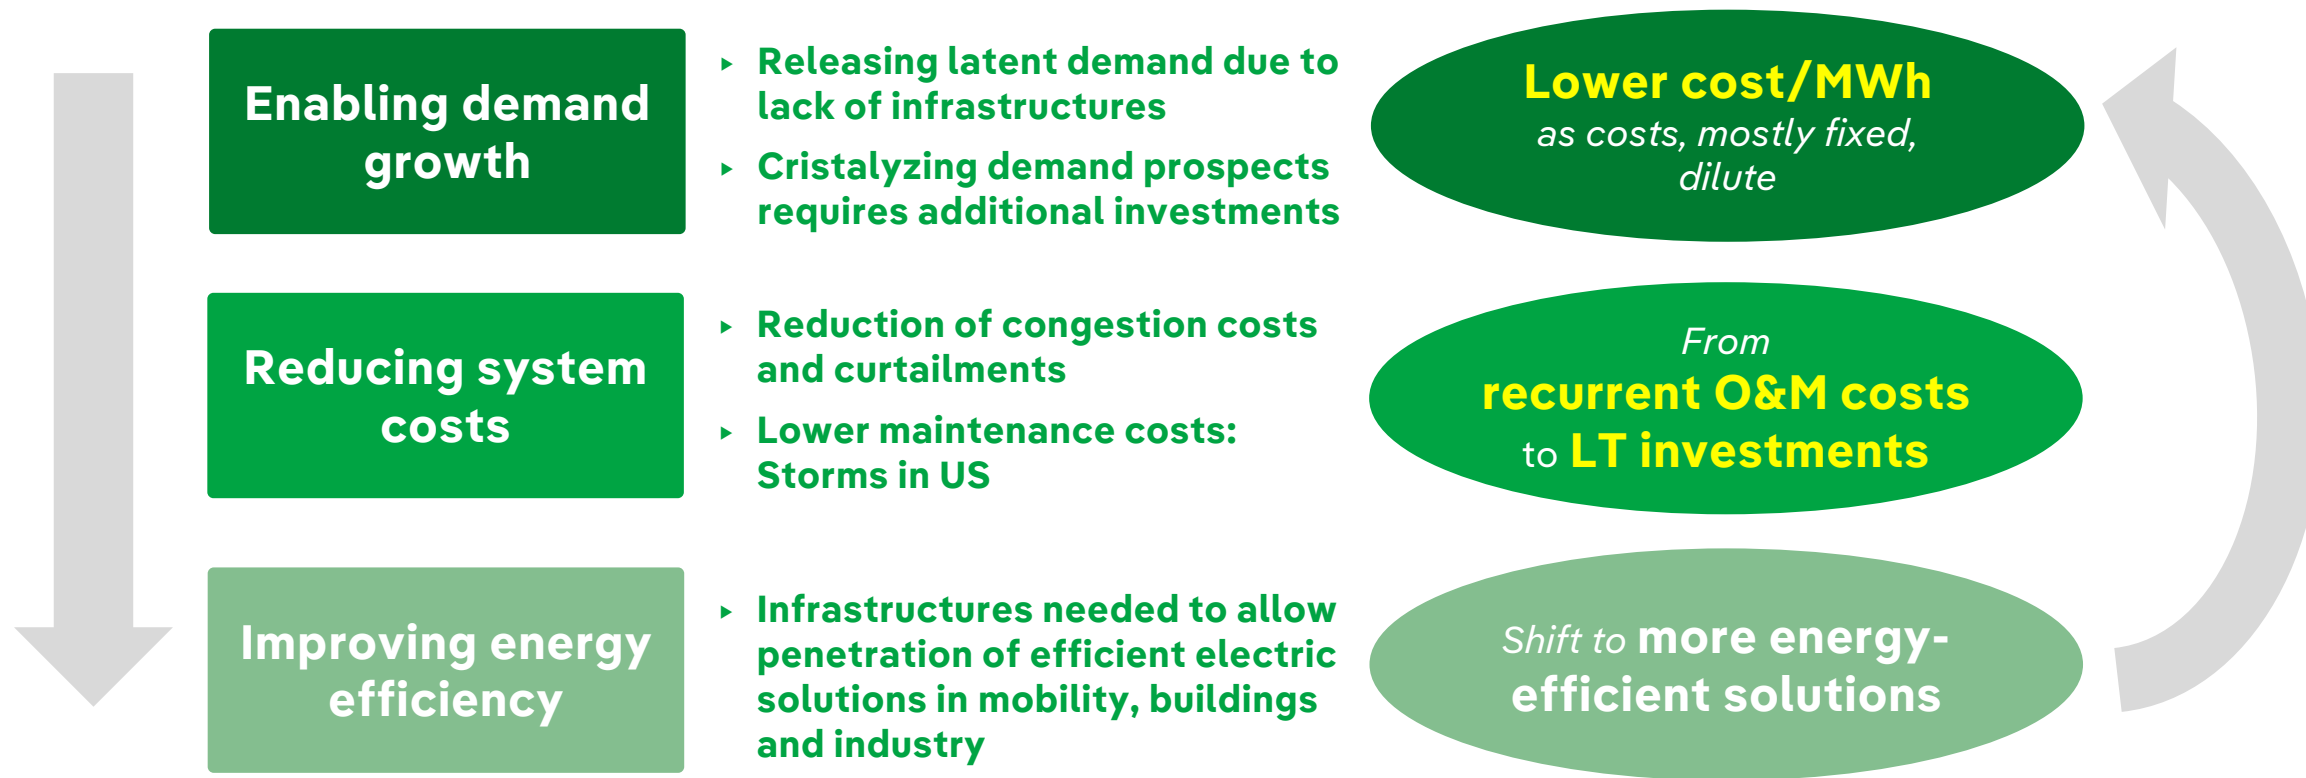 Enabling demand
growth
Releasing latent demand due to
lack of infrastructures
Cristalyzing demand prospects
requires additional investments
Lower cost/MWh
as costs, mostly fixed,
dilute
Reducing system
costs
Reduction of congestion costs
and curtailments
Lower maintenance costs:
Storms in US
From
recurrent O&M costs
to LT investments
Improving energy
efficiency
Infrastructures needed to allow
penetration of efficient electric
solutions in mobility, buildings
and industry
Shift to more energy-
efficient solutions